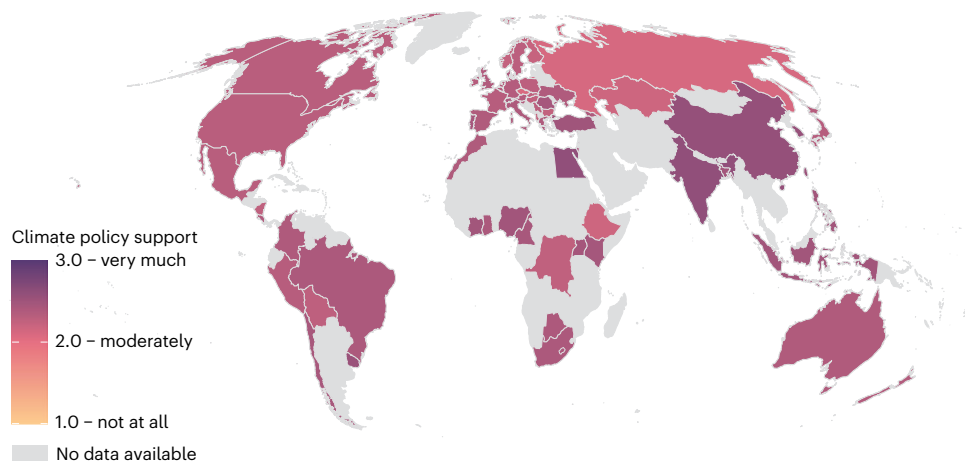 Climate policy support
3.0 – very much
2.0 – moderately
1.0 – not at all
No data available